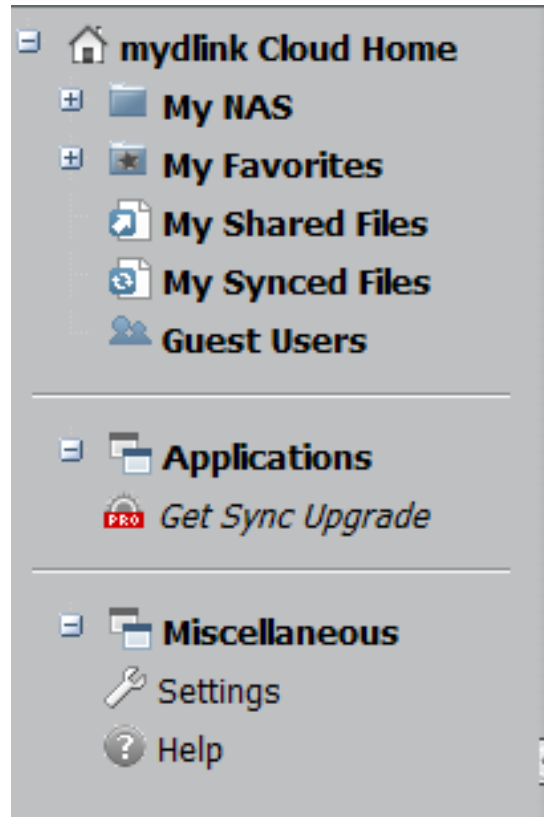 mydlink Cloud Home
My NAS
My Favorites
My Shared Files
My Synced Files
Guest Users
Applications
PRO Get Sync Upgrade
Miscellaneous
Settings
? Help